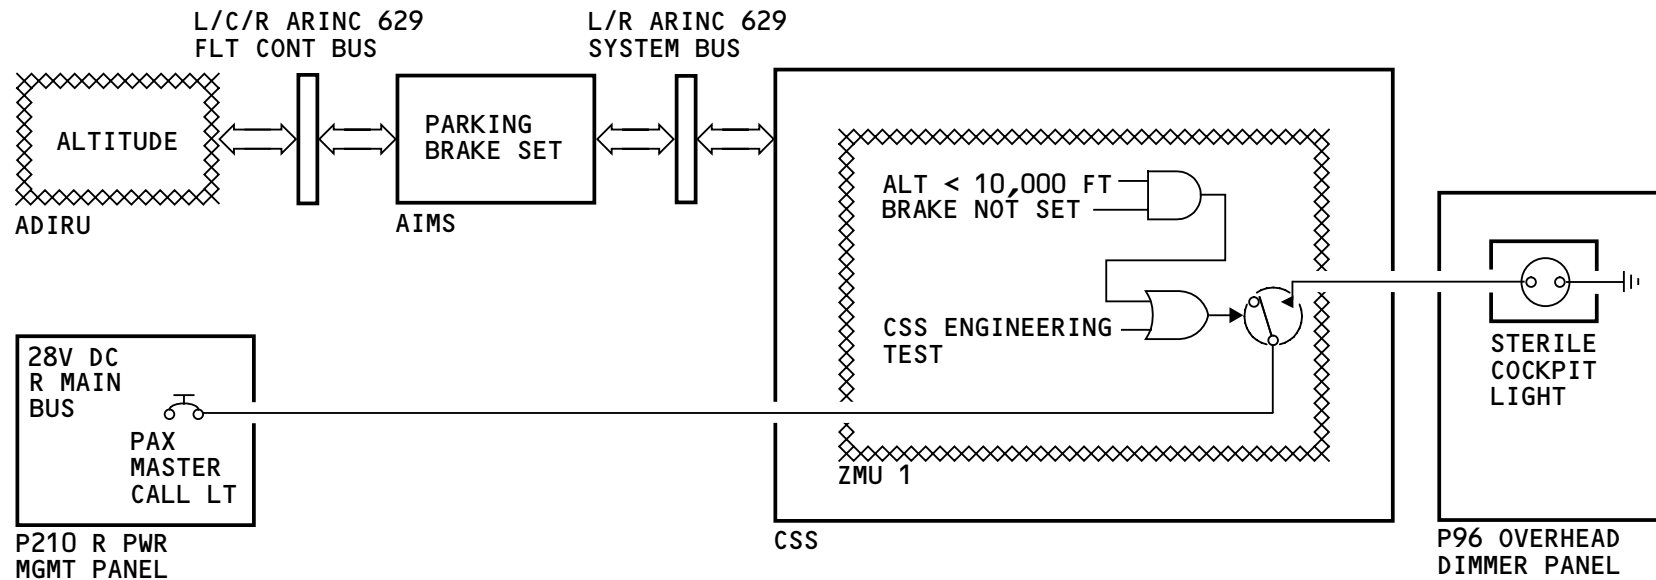 L/C/R ARINC 629
FLT CONT BUS
L/R ARINC 629
SYSTEM BUS
ALTITUDE
ADIRU
PARKING
BRAKE SET
AIMS
ALT < 10,000 FT
BRAKE NOT SET
CSS ENGINEERING
TEST
ZMU 1
CSS
STERILE
COCKPIT
LIGHT
P96 OVERHEAD
DIMMER PANEL
28V DC
R MAIN
BUS
PAX
MASTER
CALL LT
P210 R PWR
MGMT PANEL